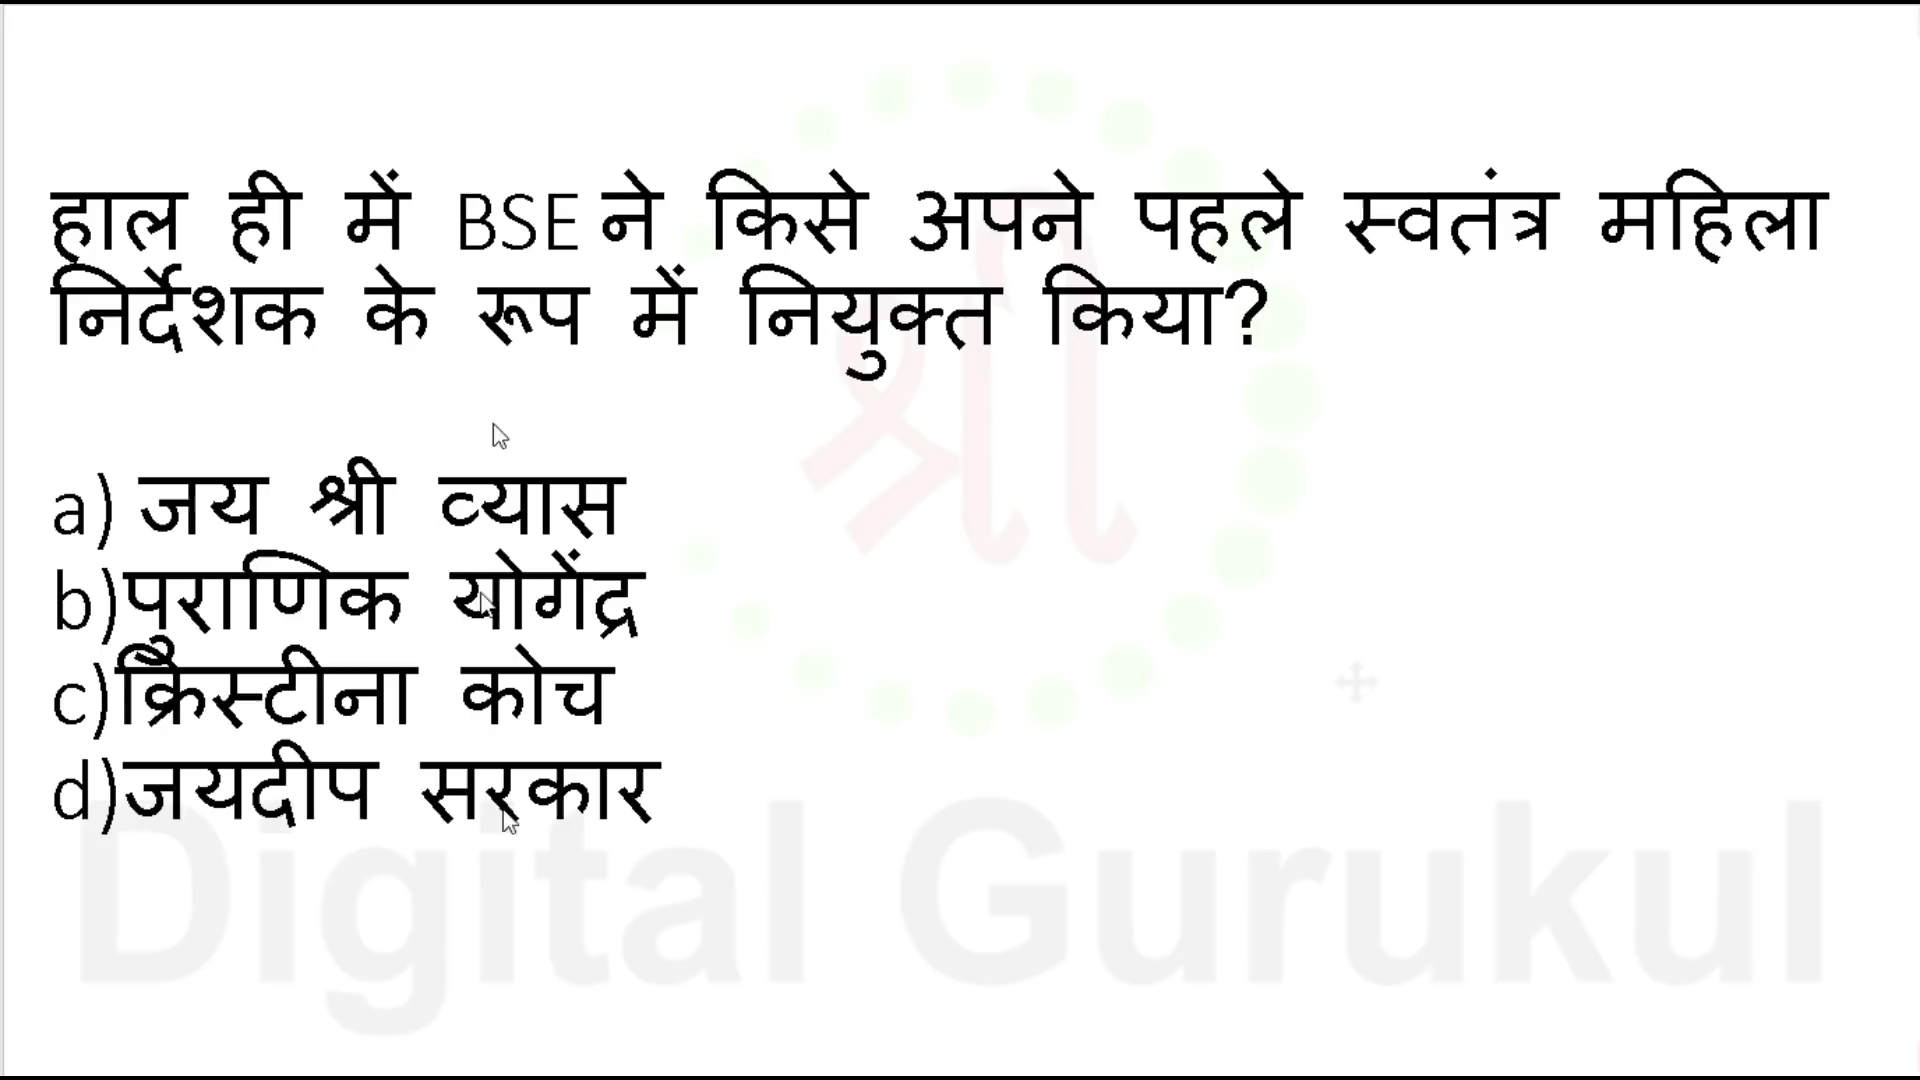 हाल ही में BSE ने किसे अपने पहले स्वतंत्र महिला
निर्देशक के रूप में नियुक्त किया?
a) जय श्री व्यास
b)पुराणिक योगेंद्र
c)क्रिस्टीना कोच
d)जयदीप सरकार
श्री
Digital Gurukul